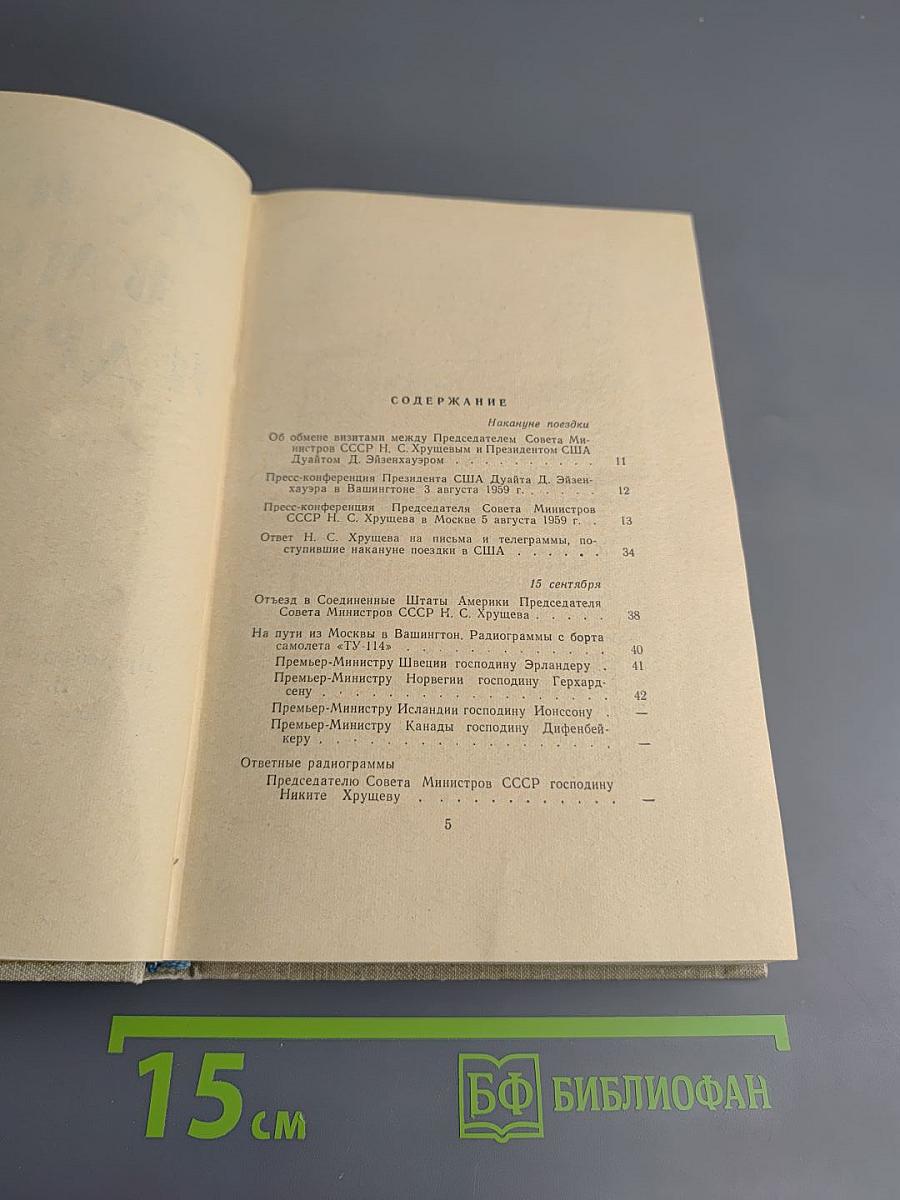 СОДЕРЖАНИЕ
Накануне поездки
Об обмене визитами между Председателем Совета Ми-
нистров СССР Н. С. Хрущевым и Президентом США
Дуайтом Д. Эйзенхауэром . . . . . . . . . . 11
Пресс-конференция Президента США Дуайта Д. Эйзен-
хауэра в Вашингтоне 3 августа 1959 г. . . . . . 12
Пресс-конференция Председателя Совета Министров
СССР Н. С. Хрущева в Москве 5 августа 1959 г. . 13
Ответ Н. С. Хрущева на письма и телеграммы, по-
ступившие накануне поездки в США . . . . . . 34
15 сентября
Отъезд в Соединенные Штаты Америки Председателя
Совета Министров СССР Н. С. Хрущева . . . . . 38
На пути из Москвы в Вашингтон. Радиограммы с борта
самолета «ТУ-114» . . . . . . . . . . . . 40
Премьер-Министру Швеции господину Эрландеру . 41
Премьер-Министру Норвегии господину Герхард-
сену . . . . . . . . . . . . . . . . . 42
Премьер-Министру Исландии господину Ионссону . —
Премьер-Министру Канады господину Дифенбей-
керу . . . . . . . . . . . . . . . . . —
Ответные радиограммы
Председателю Совета Министров СССР господину
Никите Хрущеву . . . . . . . . . . . . —
5
15 см
БФ БИБЛИОФАН